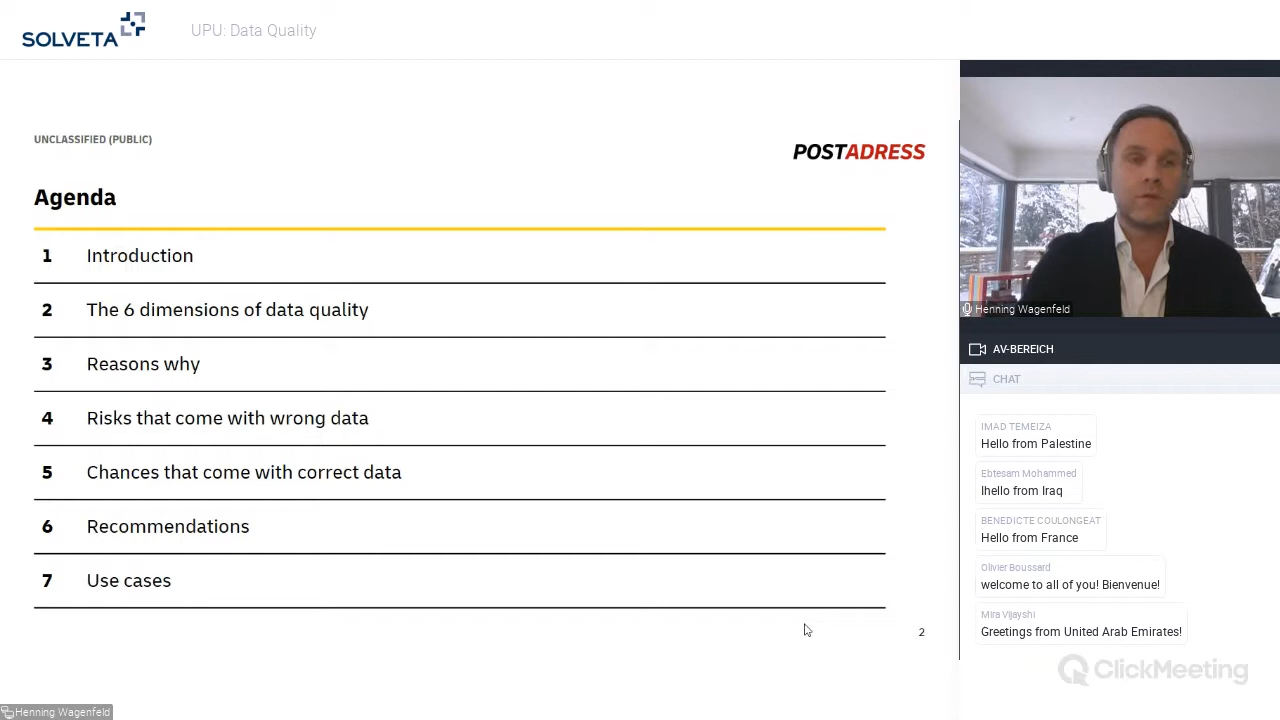 SOLVETA
UPU: Data Quality
UNCLASSIFIED (PUBLIC)
POSTADRESS
Agenda
1 Introduction
2 The 6 dimensions of data quality
3 Reasons why
4 Risks that come with wrong data
5 Chances that come with correct data
6 Recommendations
7 Use cases
2
Henning Wagenfeld
Henning Wagenfeld
AV-BEREICH
CHAT
IMAD TEMEIZA
Hello from Palestine
Ebtesam Mohammed
Ihello from Iraq
BENEDICTE COULONGEAT
Hello from France
Olivier Boussard
welcome to all of you! Bienvenue!
Mira Vijayshi
Greetings from United Arab Emirates!
ClickMeeting